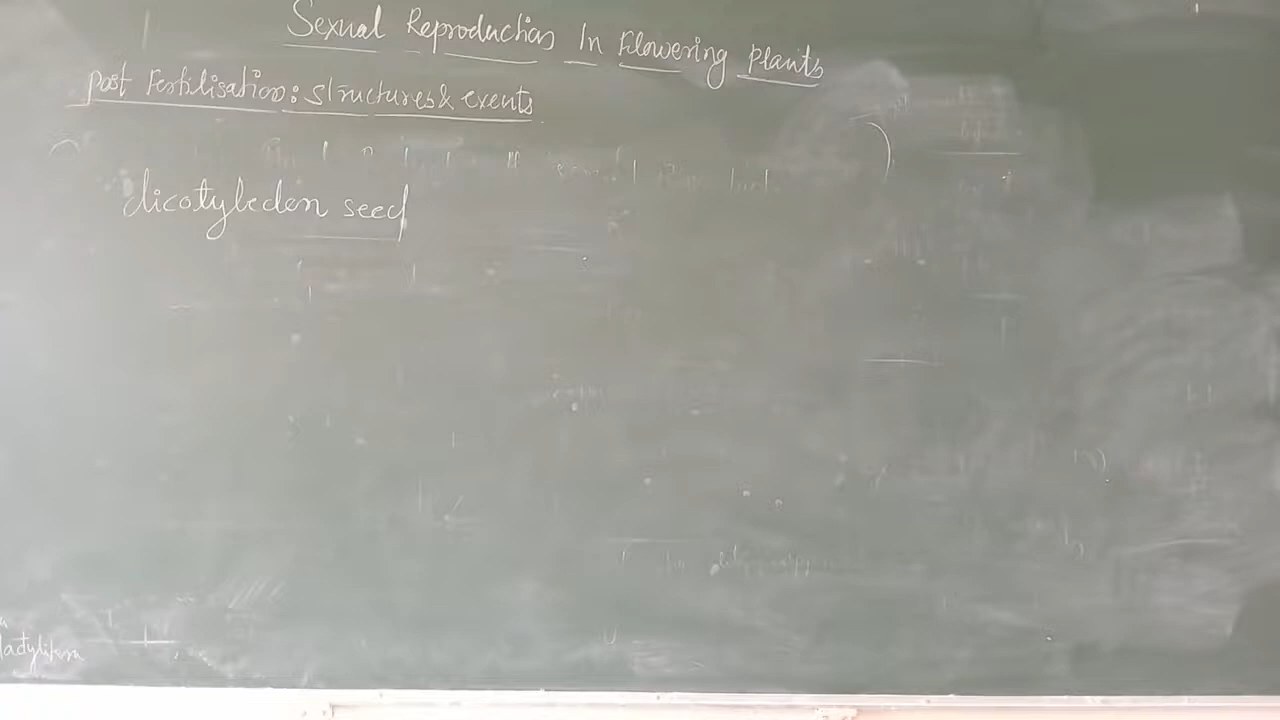 Sexual Reproduction In Flowering Plants
Post Fertilisation: Structures & events
dicotyledon seed